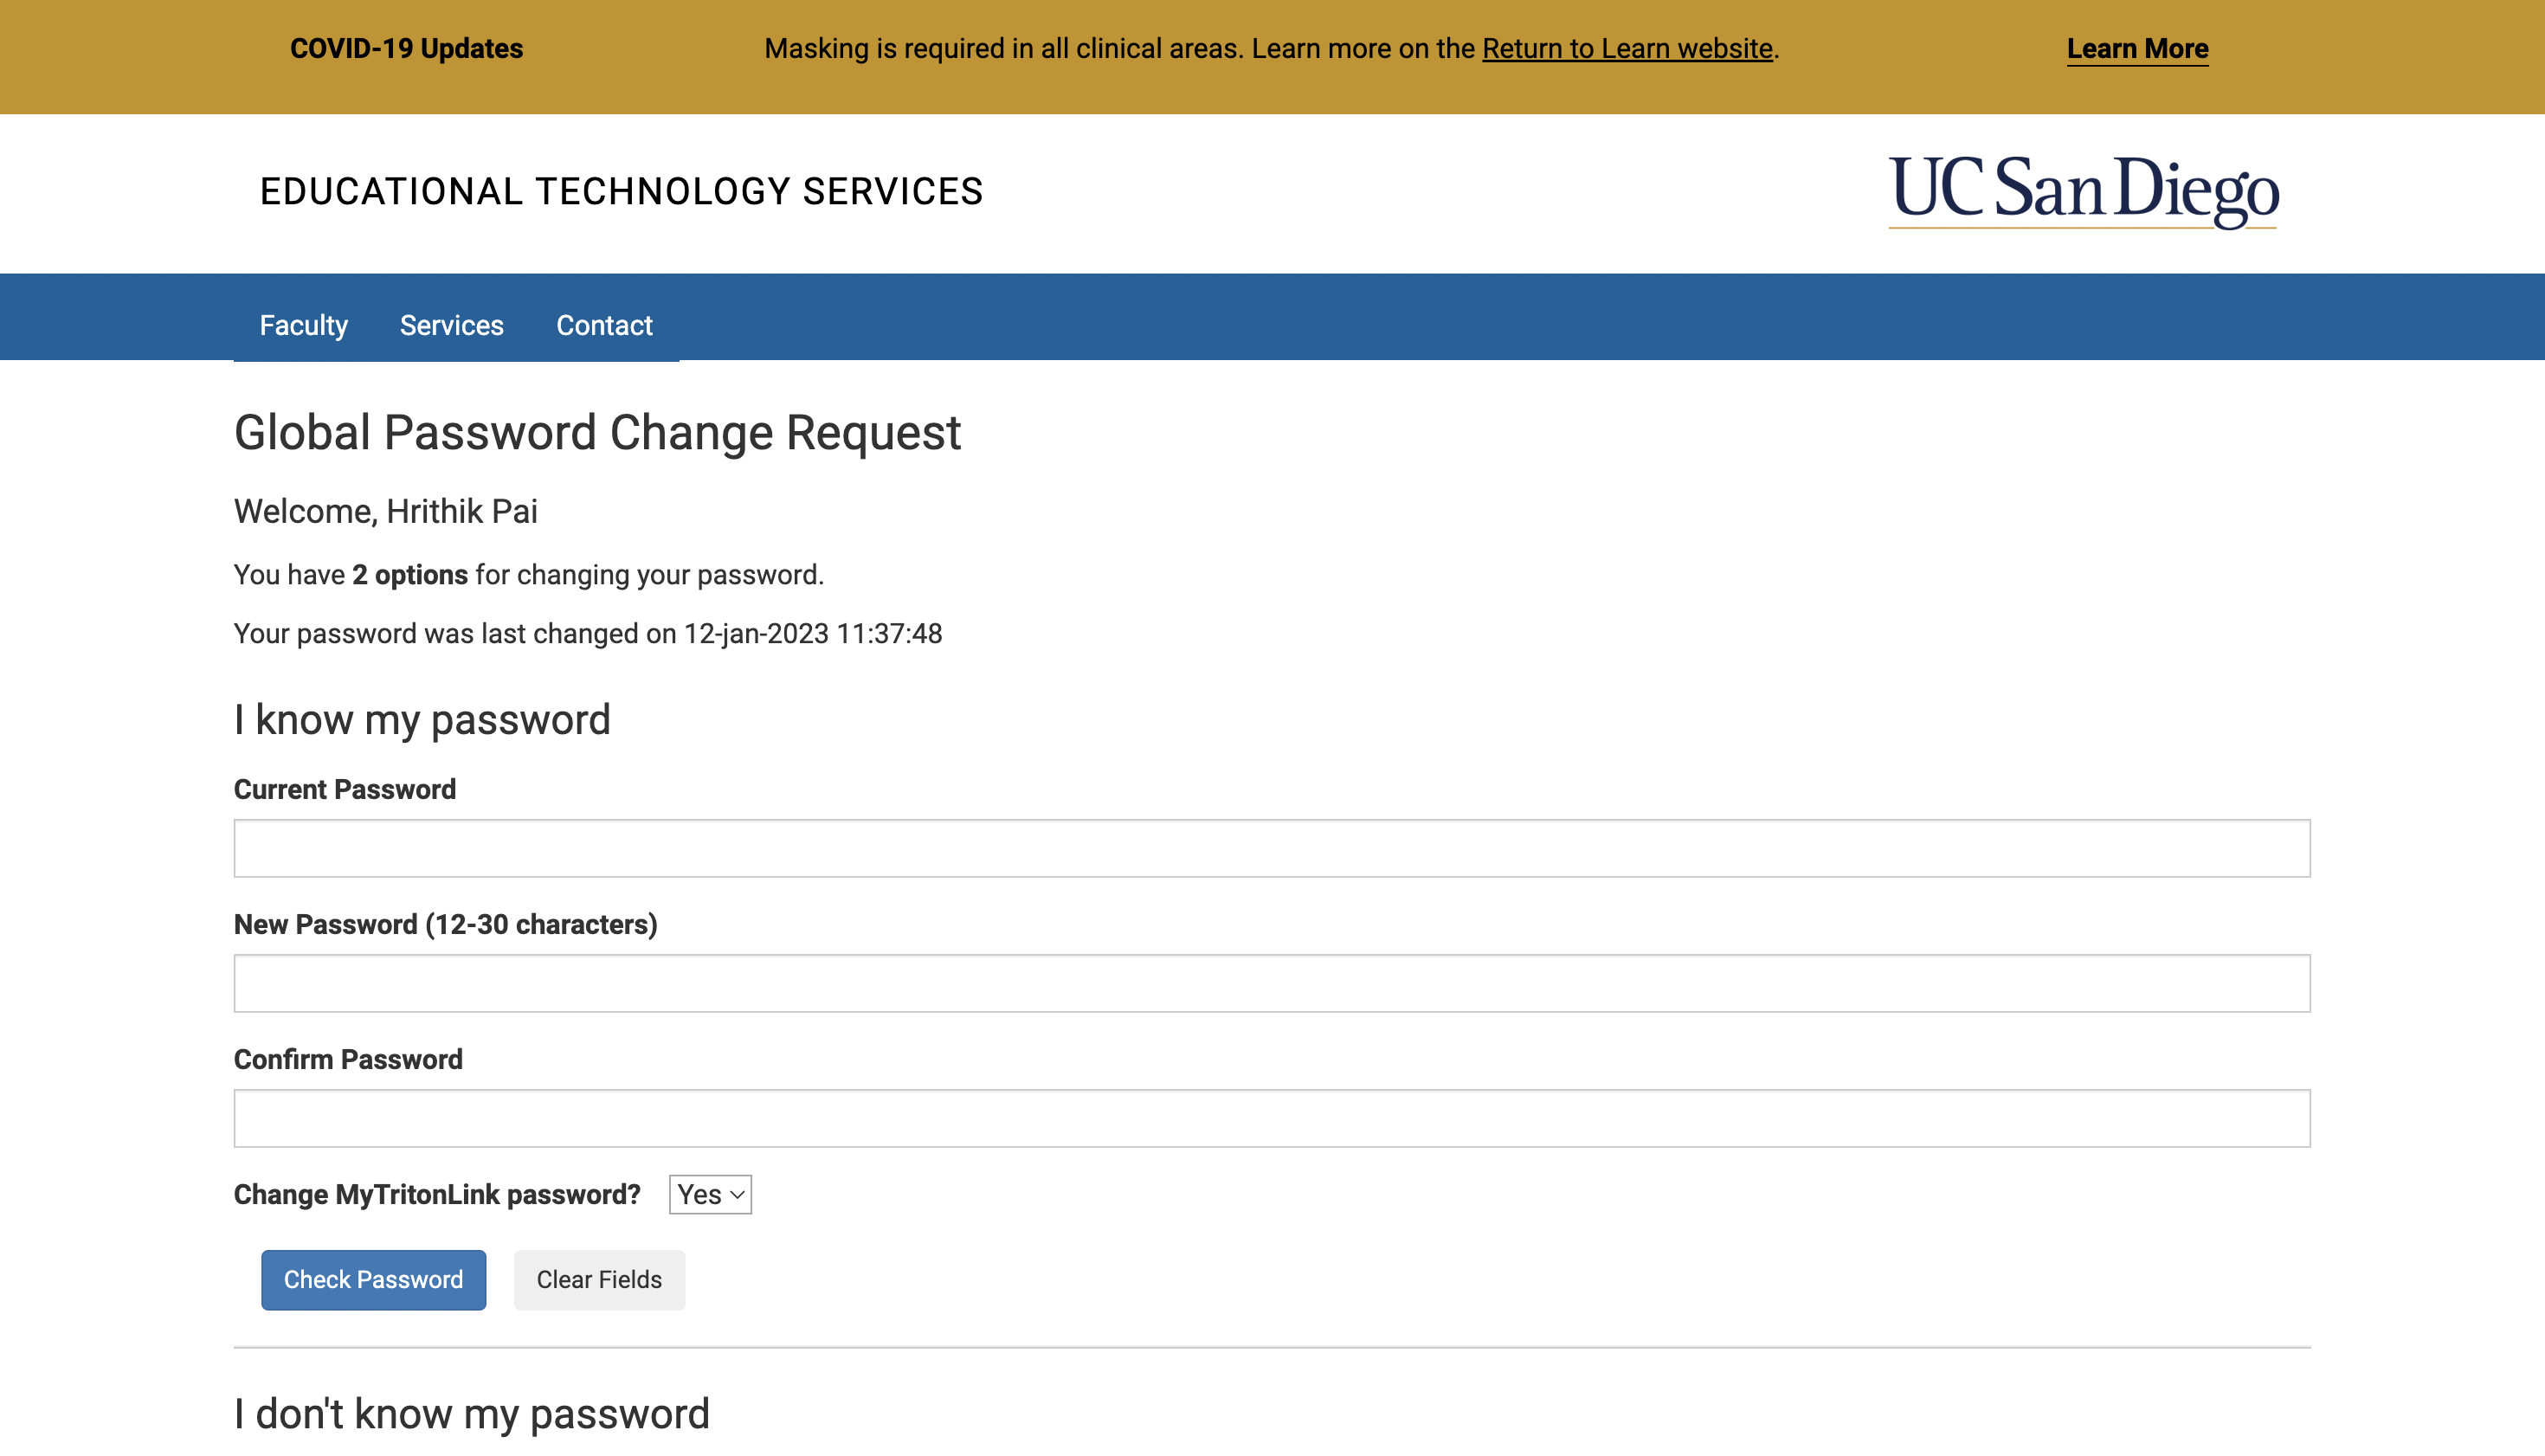 COVID-19 Updates
Masking is required in all clinical areas. Learn more on the Return to Learn website.
Learn More
EDUCATIONAL TECHNOLOGY SERVICES
UC San Diego
Faculty
Services
Contact
Global Password Change Request
Welcome, Hrithik Pai
You have 2 options for changing your password.
Your password was last changed on 12-jan-2023 11:37:48
I know my password
Current Password
New Password (12-30 characters)
Confirm Password
Change MyTritonLink password? Yes
Check Password
Clear Fields
I don't know my password